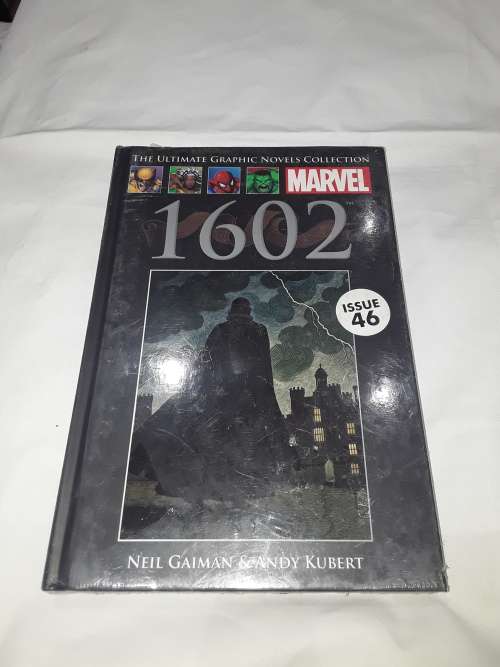 THE ULTIMATE GRAPHIC NOVELS COLLECTION
MARVEL
1602
ISSUE
46
NEIL GAIMAN & ANDY KUBERT